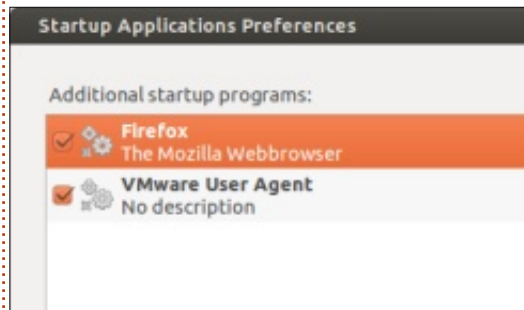 Startup Applications Preferences
Additional startup programs:
Firefox
The Mozilla Webbrowser
VMware User Agent
No description